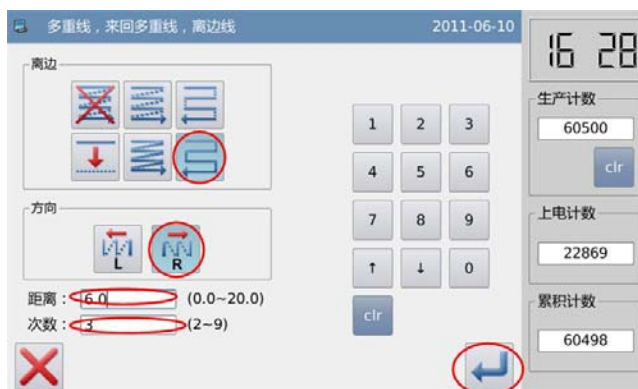 多重线，来回多重线，离边线
2011-06-10
16 28
离边
方向
L
R
距离：6.0 (0.0~20.0)
次数：3 (2~9)
1 2 3
4 5 6
7 8 9
↑ ↓ 0
clr
生产计数
60500
clr
上电计数
22869
累积计数
60498